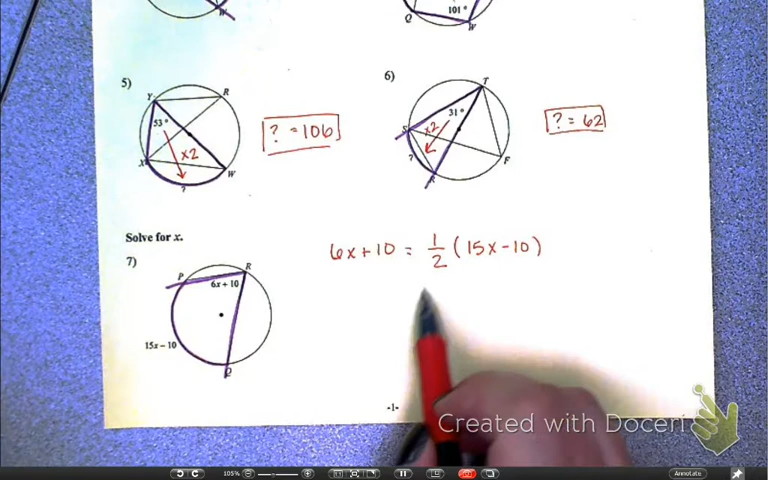 W
Q
101°
W
5)
Y
R
53°
x2
X
W
?
? = 106
6)
T
31°
S
x2
?
R
F
? = 62
Solve for x.
7)
P
R
6x + 10
15x − 10
Q
6x+10 = 1/2 (15x−10)
-1-
Created with Doceri
105%
Annotate